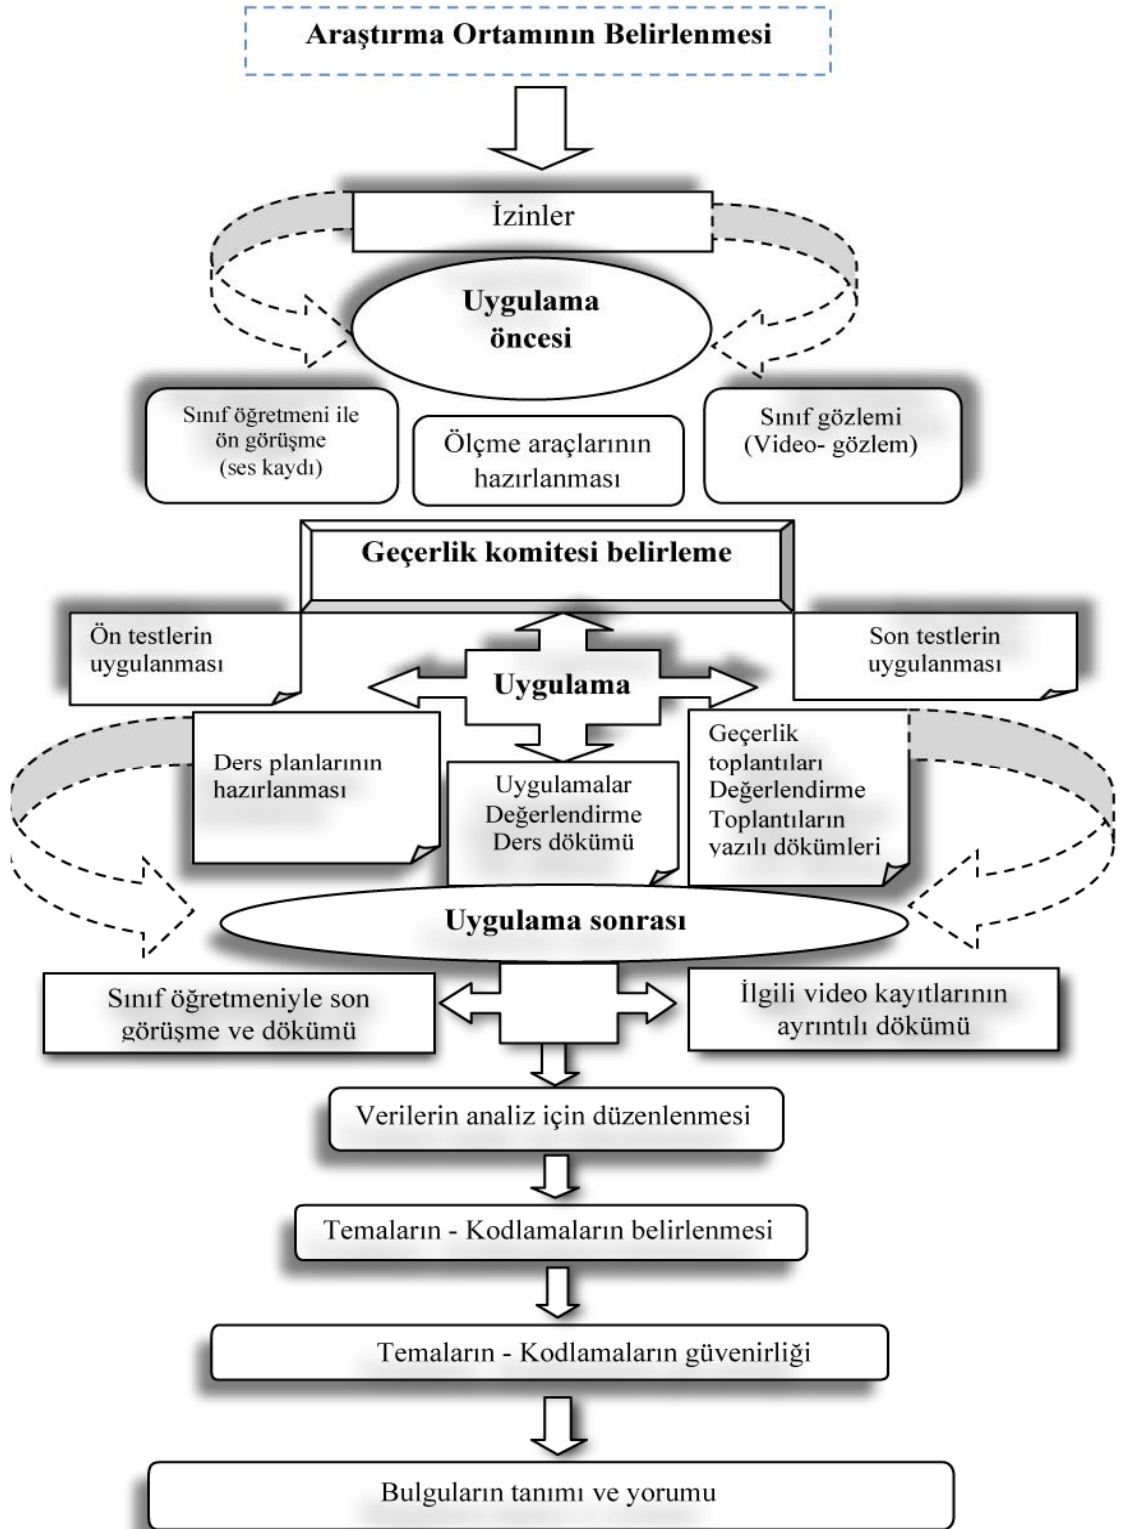 Araştırma Ortamının Belirlenmesi
İzinler
Uygulama
öncesi
Sınıf öğretmeni ile
ön görüşme
(ses kaydı)
Ölçme araçlarının
hazırlanması
Sınıf gözlemi
(Video- gözlem)
Geçerlik komitesi belirleme
Ön testlerin
uygulanması
Uygulama
Son testlerin
uygulanması
Ders planlarının
hazırlanması
Uygulamalar
Değerlendirme
Ders dökümü
Geçerlik
toplantıları
Değerlendirme
Toplantıların
yazılı dökümleri
Uygulama sonrası
Sınıf öğretmeniyle son
görüşme ve dökümü
İlgili video kayıtlarının
ayrıntılı dökümü
Verilerin analiz için düzenlenmesi
Temaların - Kodlamaların belirlenmesi
Temaların - Kodlamaların güvenirliği
Bulguların tanımı ve yorumu